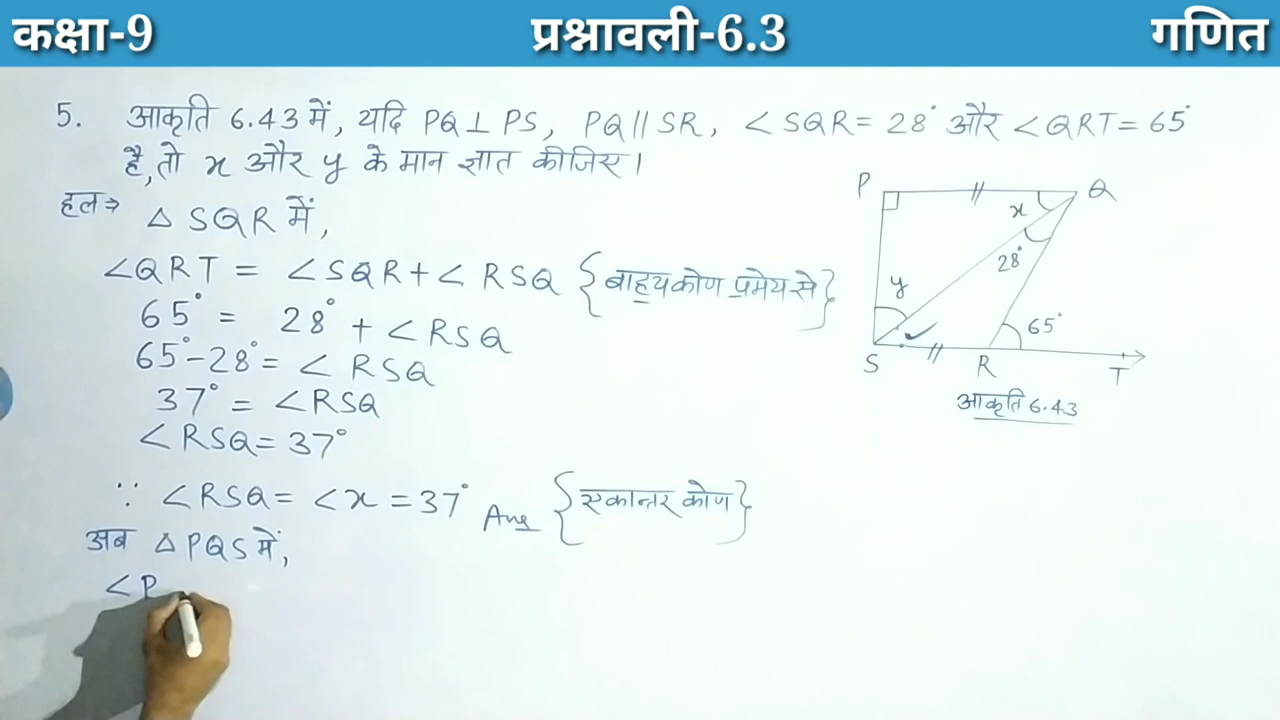 कक्षा-9 प्रश्नावली-6.3 गणित
5. आकृति 6.43 में, यदि PQ⊥PS, PQ||SR, ∠SQR=28° और ∠QRT=65°
है, तो x और y के मान ज्ञात कीजिए।
हल⇒
△SQR में,
∠QRT = ∠SQR+∠RSQ {बाहयकोण प्रमेय से}
65° = 28° + ∠RSQ
65°-28° = ∠RSQ
37° = ∠RSQ
∠RSQ = 37°
∵ ∠RSQ = ∠x = 37° Ans {एकान्तर कोण}
अब △PQS में,
∠P
P Q
x
28°
y
65°
S R T
आकृति 6.43